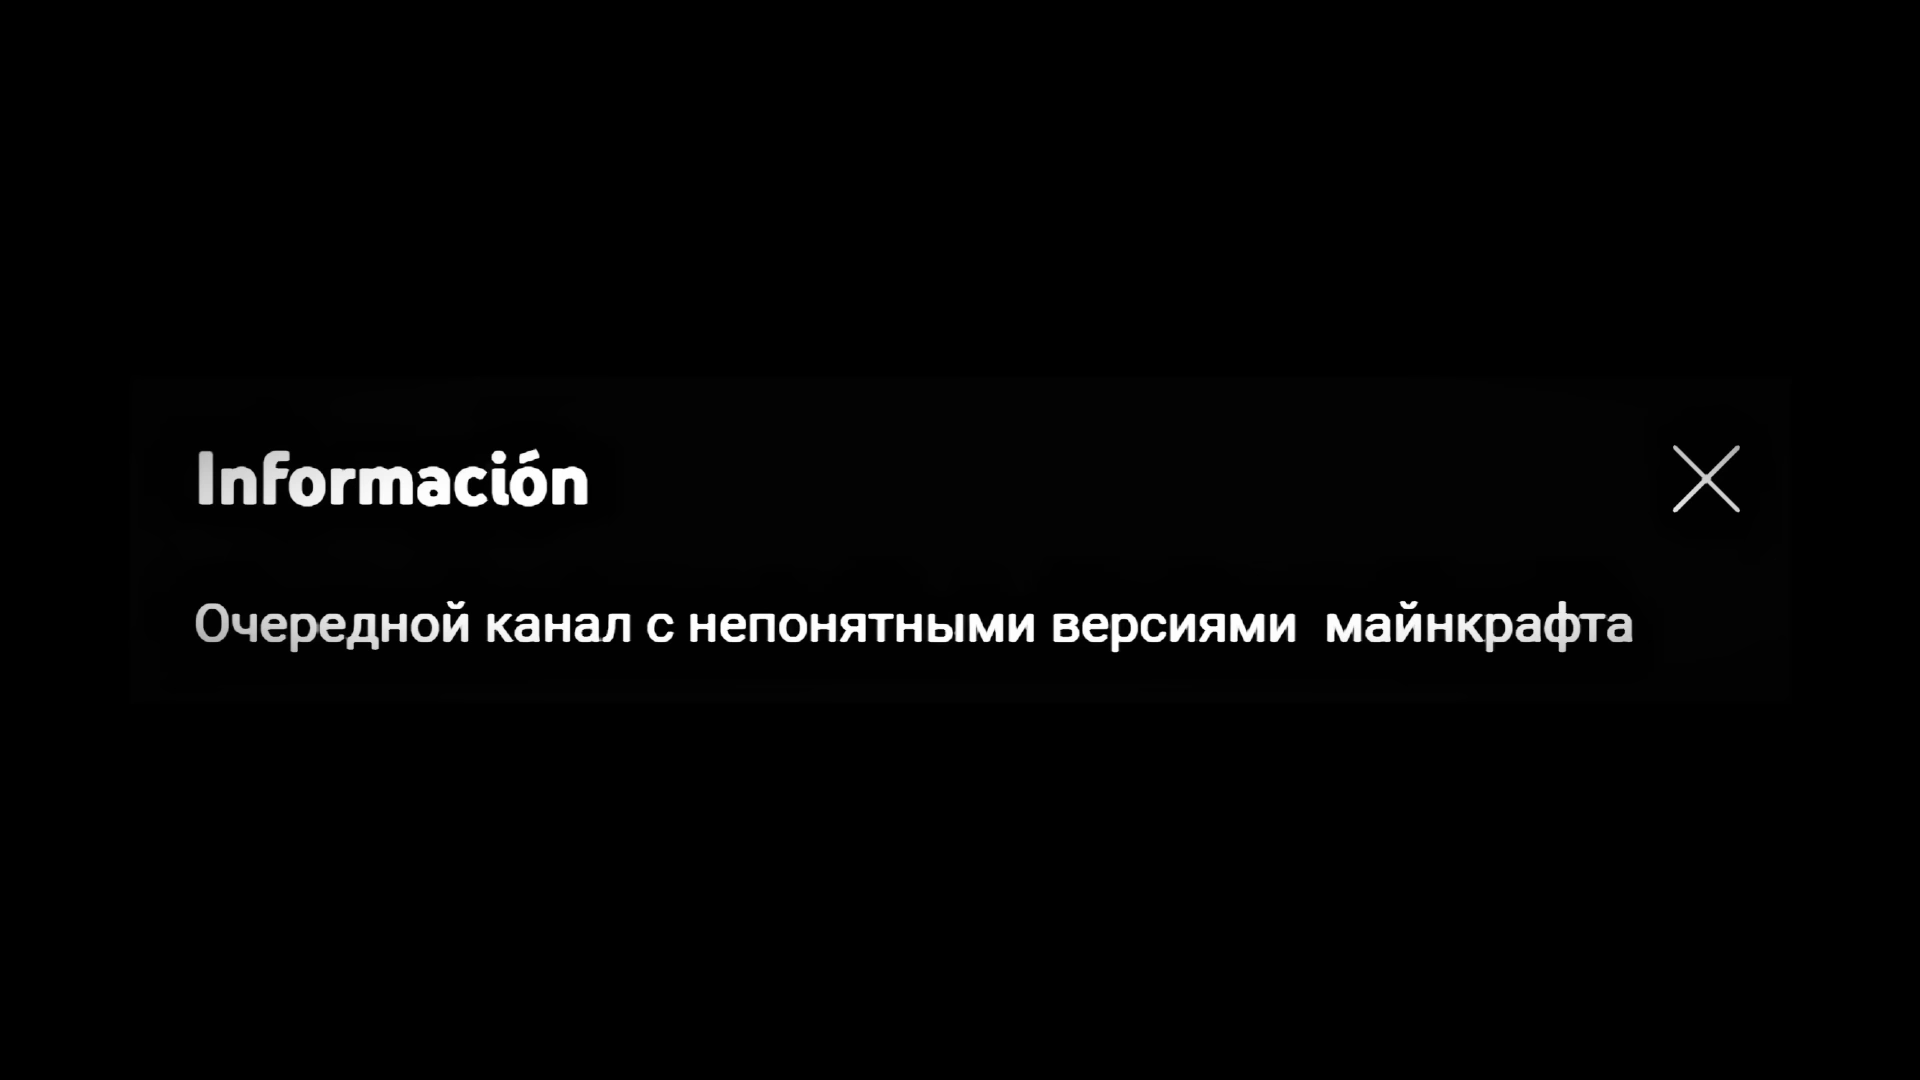 Información
Очередной канал с непонятными версиями  майнкрафта